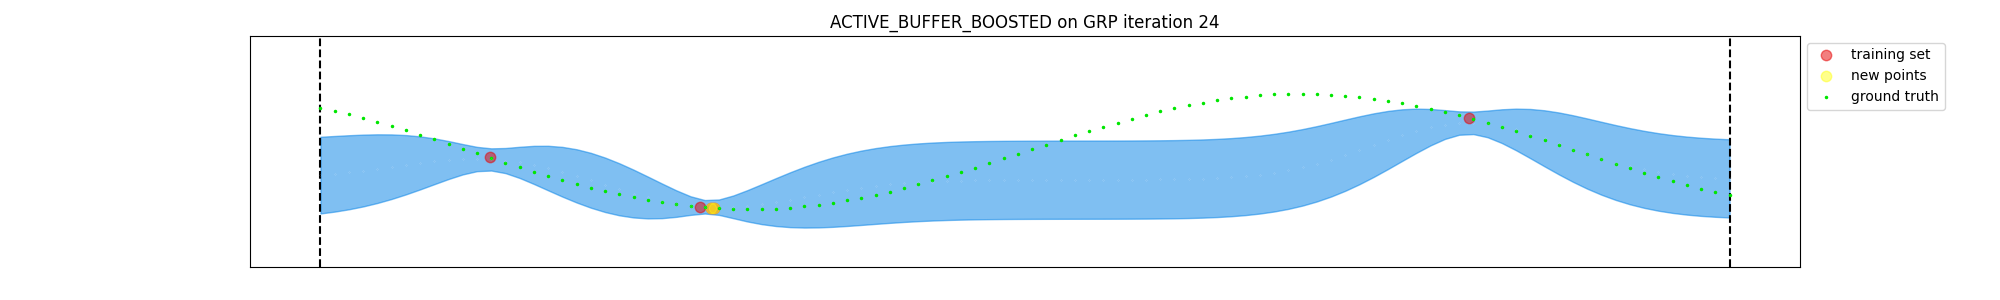 ACTIVE_BUFFER_BOOSTED on GRP iteration 24
training set
new points
ground truth